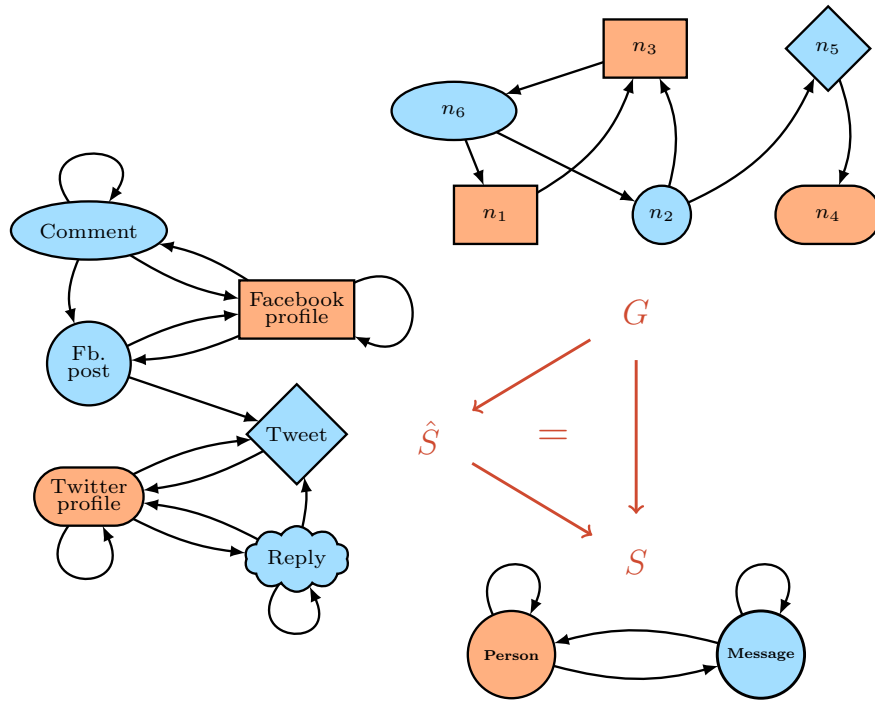 n₃
n₅
n₆
n₁
n₂
n₄
Comment
Facebook
profile
Fb.
post
Tweet
Twitter
profile
Reply
G
Ŝ
=
S
Person
Message